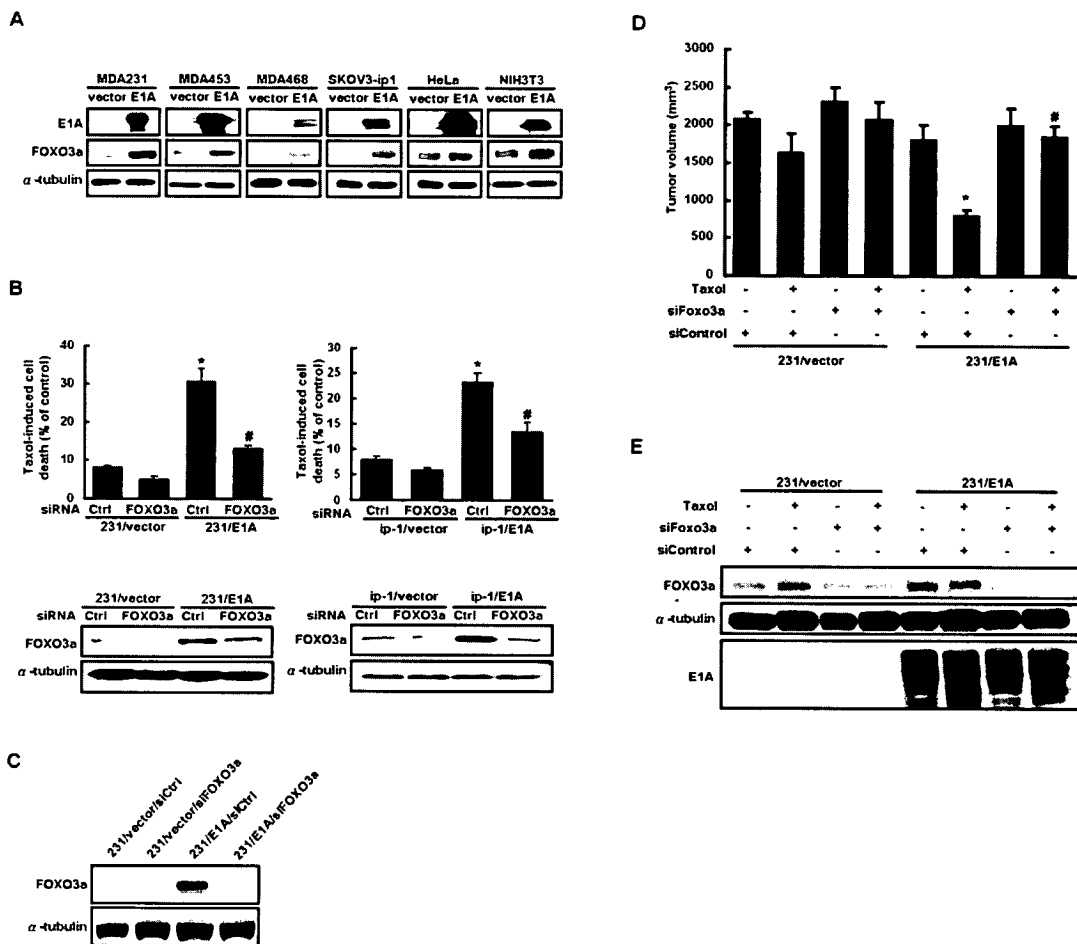 A
MDA231 MDA453 MDA468 SKOV3-ip1 HeLa NIH3T3
vector E1A vector E1A vector E1A vector E1A vector E1A vector E1A
E1A
FOXO3a
α-tubulin
B
Taxol-induced cell
death (% of control)
40
30
20
10
0
siRNA Ctrl FOXO3a Ctrl FOXO3a
231/vector 231/E1A
*
#
Taxol-induced cell
death (% of control)
30
25
20
15
10
5
0
siRNA Ctrl FOXO3a Ctrl FOXO3a
ip-1/vector ip-1/E1A
*
#
231/vector 231/E1A
siRNA Ctrl FOXO3a Ctrl FOXO3a
FOXO3a
α-tubulin
ip-1/vector ip-1/E1A
siRNA Ctrl FOXO3a Ctrl FOXO3a
FOXO3a
α-tubulin
C
231/vector/siCtrl
231/vector/siFOXO3a
231/E1A/siCtrl
231/E1A/siFOXO3a
FOXO3a
α-tubulin
D
Tumor volume (mm³)
3000
2500
2000
1500
1000
500
0
*
#
Taxol - + - + - + - +
siFoxo3a - - + + - - + +
siControl + + - - + + - -
231/vector 231/E1A
E
231/vector 231/E1A
Taxol - + - + - + - +
siFoxo3a - - + + - - + +
siControl + + - - + + - -
FOXO3a
α-tubulin
E1A